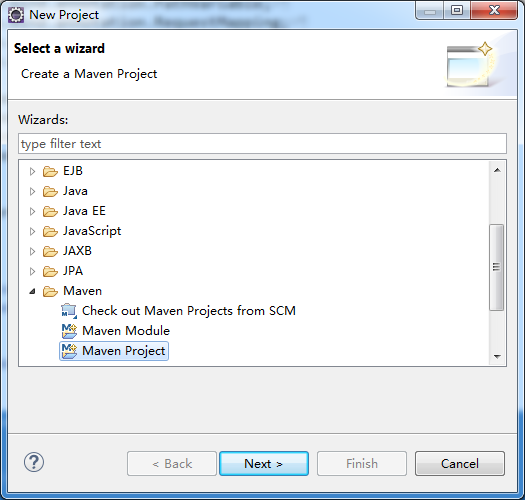 New Project
Select a wizard
Create a Maven Project
Wizards:
type filter text
EJB
Java
Java EE
JavaScript
JAXB
JPA
Maven
Check out Maven Projects from SCM
Maven Module
Maven Project
< Back
Next >
Finish
Cancel